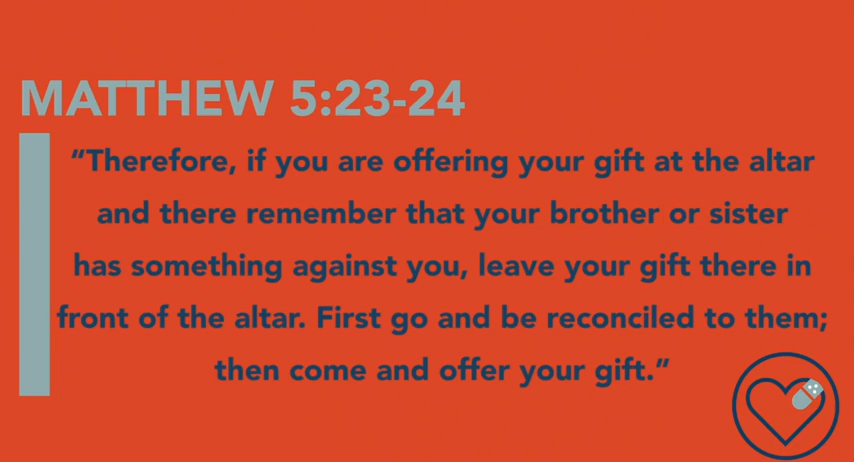 MATTHEW 5:23-24
“Therefore, if you are offering your gift at the altar
and there remember that your brother or sister
has something against you, leave your gift there in
front of the altar. First go and be reconciled to them;
then come and offer your gift.”